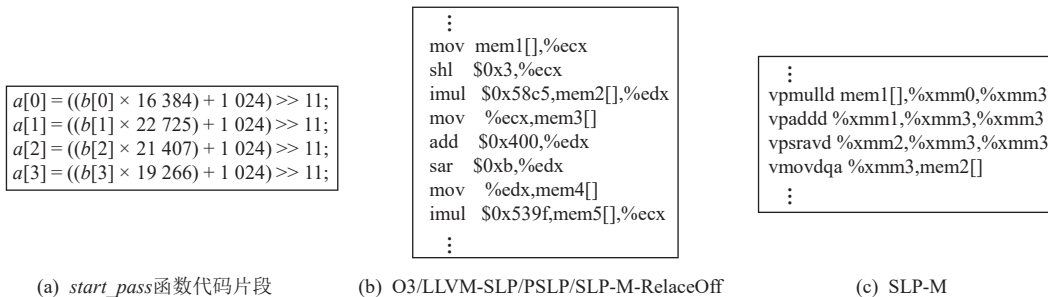 a[0] = ((b[0] × 16 384) + 1 024) >> 11;
a[1] = ((b[1] × 22 725) + 1 024) >> 11;
a[2] = ((b[2] × 21 407) + 1 024) >> 11;
a[3] = ((b[3] × 19 266) + 1 024) >> 11;
(a) start_pass函数代码片段
⋮
mov mem1[],%ecx
shl $0x3,%ecx
imul $0x58c5,mem2[],%edx
mov %ecx,mem3[]
add $0x400,%edx
sar $0xb,%edx
mov %edx,mem4[]
imul $0x539f,mem5[],%ecx
⋮
(b) O3/LLVM-SLP/PSLP/SLP-M-RelaceOff
⋮
vpmulld mem1[],%xmm0,%xmm3
vpaddd %xmm1,%xmm3,%xmm3
vpsravd %xmm2,%xmm3,%xmm3
vmovdqa %xmm3,mem2[]
⋮
(c) SLP-M